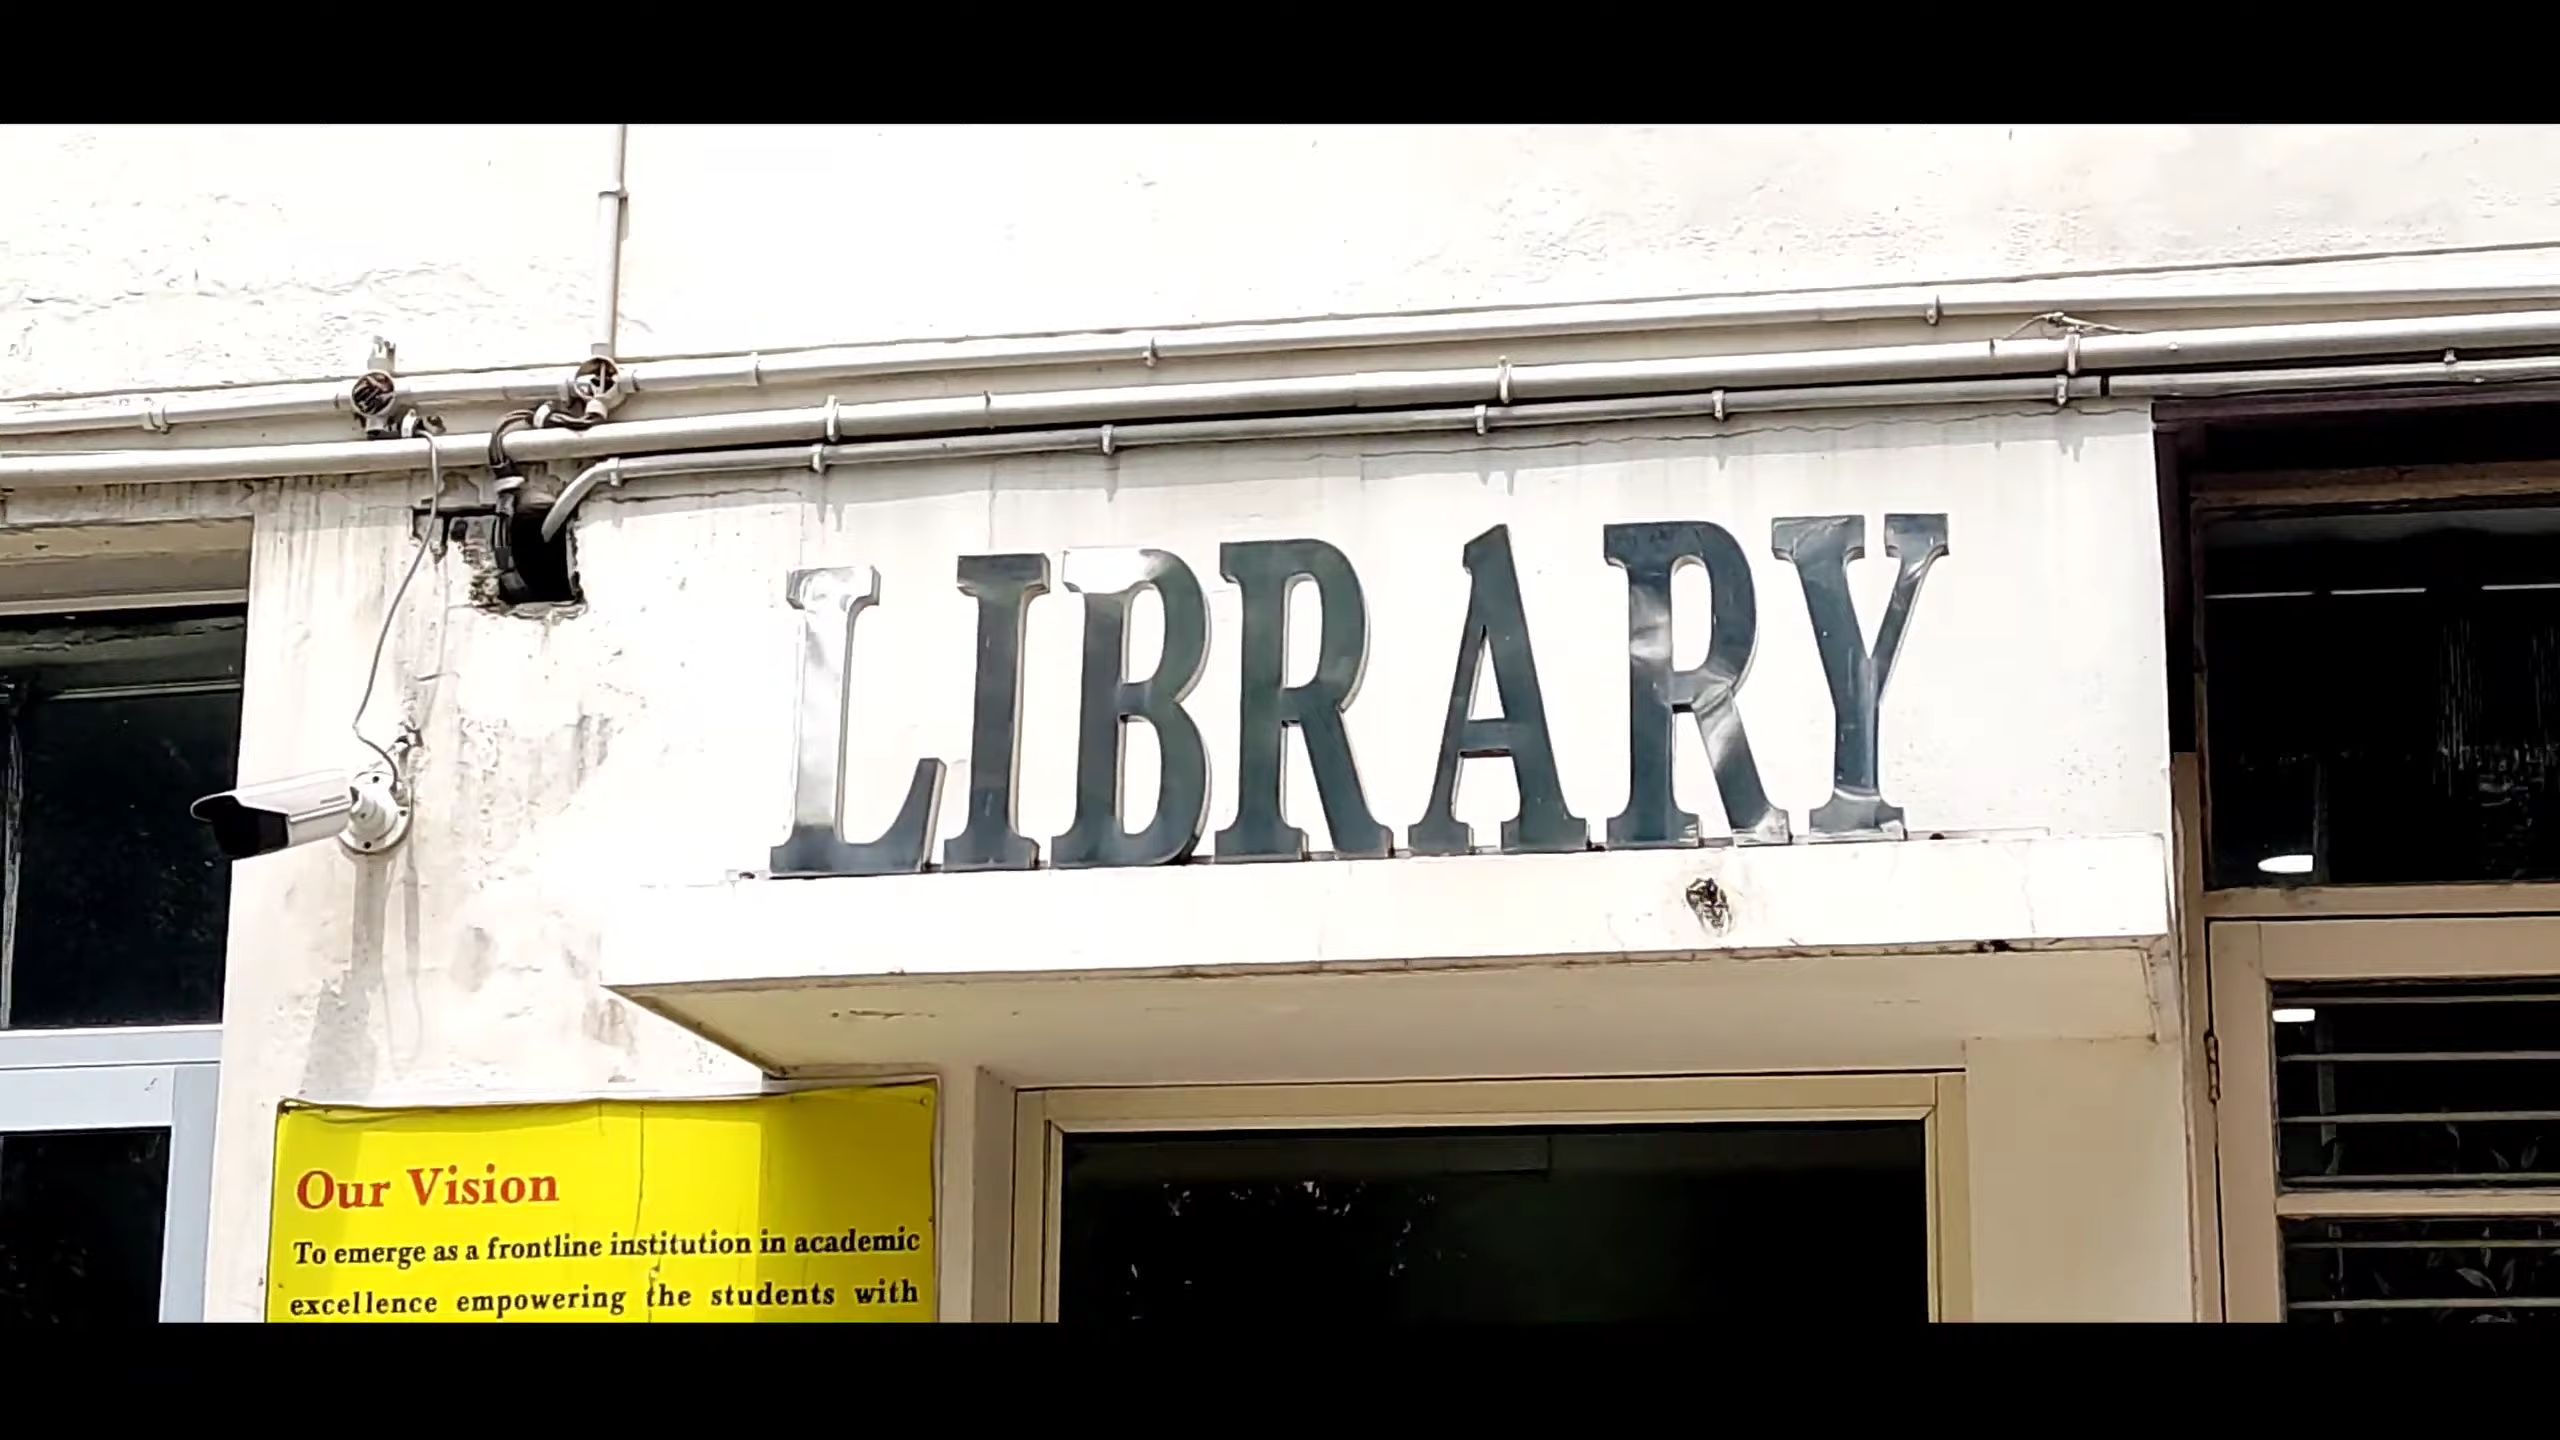 LIBRARY
Our Vision
To emerge as a frontline institution in academic
excellence empowering the students with